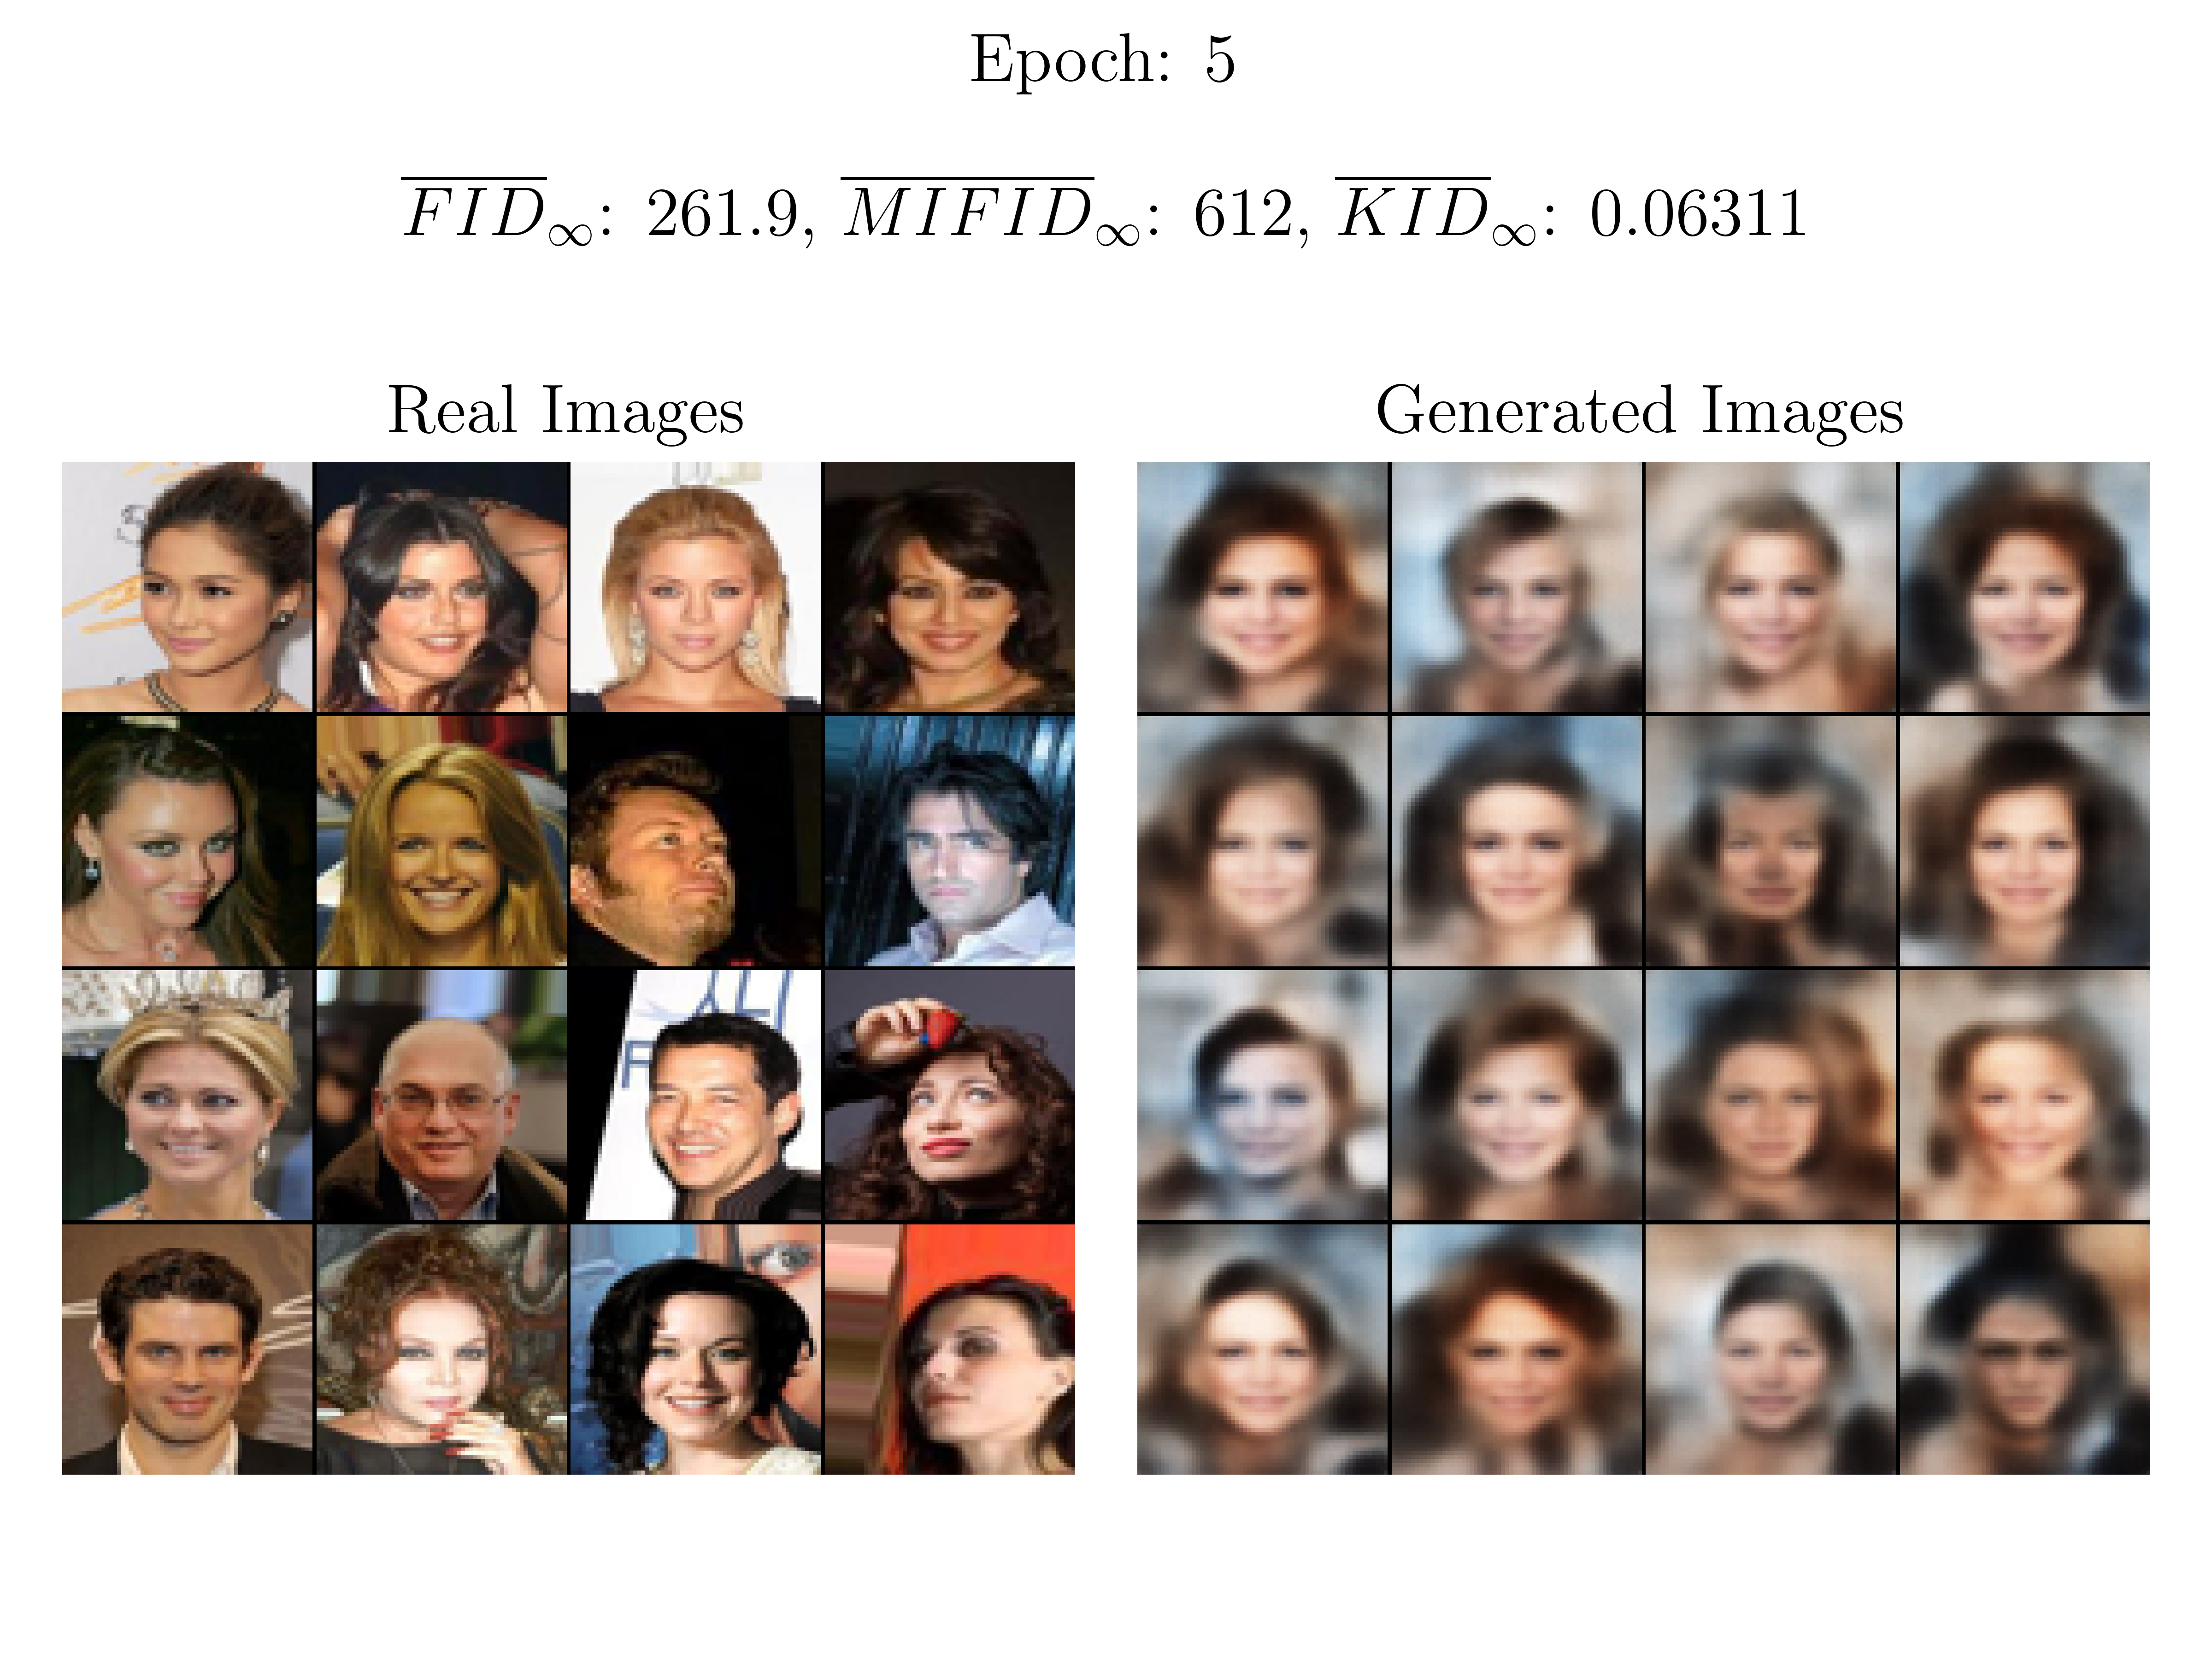 Epoch: 5
FID∞: 261.9, MIFID∞: 612, KID∞: 0.06311
Real Images
Generated Images